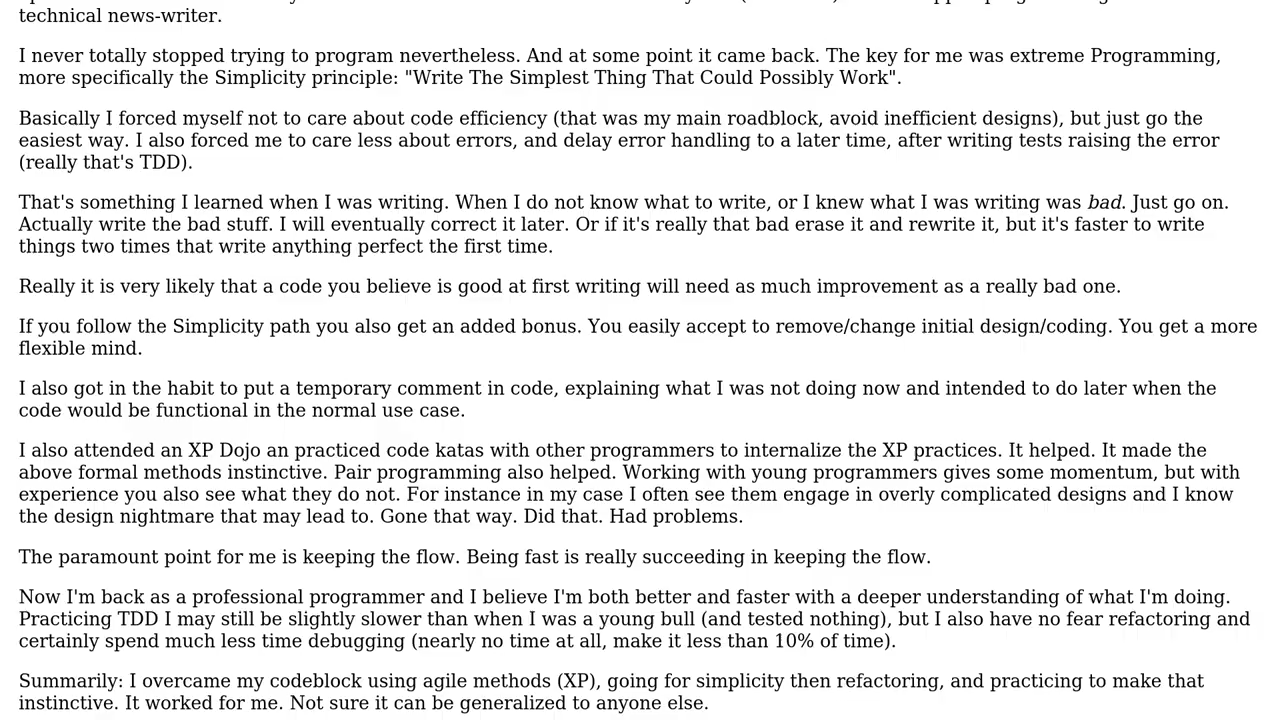 technical news-writer.
I never totally stopped trying to program nevertheless. And at some point it came back. The key for me was extreme Programming,
more specifically the Simplicity principle: "Write The Simplest Thing That Could Possibly Work".
Basically I forced myself not to care about code efficiency (that was my main roadblock, avoid inefficient designs), but just go the
easiest way. I also forced me to care less about errors, and delay error handling to a later time, after writing tests raising the error
(really that's TDD).
That's something I learned when I was writing. When I do not know what to write, or I knew what I was writing was bad. Just go on.
Actually write the bad stuff. I will eventually correct it later. Or if it's really that bad erase it and rewrite it, but it's faster to write
things two times that write anything perfect the first time.
Really it is very likely that a code you believe is good at first writing will need as much improvement as a really bad one.
If you follow the Simplicity path you also get an added bonus. You easily accept to remove/change initial design/coding. You get a more
flexible mind.
I also got in the habit to put a temporary comment in code, explaining what I was not doing now and intended to do later when the
code would be functional in the normal use case.
I also attended an XP Dojo an practiced code katas with other programmers to internalize the XP practices. It helped. It made the
above formal methods instinctive. Pair programming also helped. Working with young programmers gives some momentum, but with
experience you also see what they do not. For instance in my case I often see them engage in overly complicated designs and I know
the design nightmare that may lead to. Gone that way. Did that. Had problems.
The paramount point for me is keeping the flow. Being fast is really succeeding in keeping the flow.
Now I'm back as a professional programmer and I believe I'm both better and faster with a deeper understanding of what I'm doing.
Practicing TDD I may still be slightly slower than when I was a young bull (and tested nothing), but I also have no fear refactoring and
certainly spend much less time debugging (nearly no time at all, make it less than 10% of time).
Summarily: I overcame my codeblock using agile methods (XP), going for simplicity then refactoring, and practicing to make that
instinctive. It worked for me. Not sure it can be generalized to anyone else.